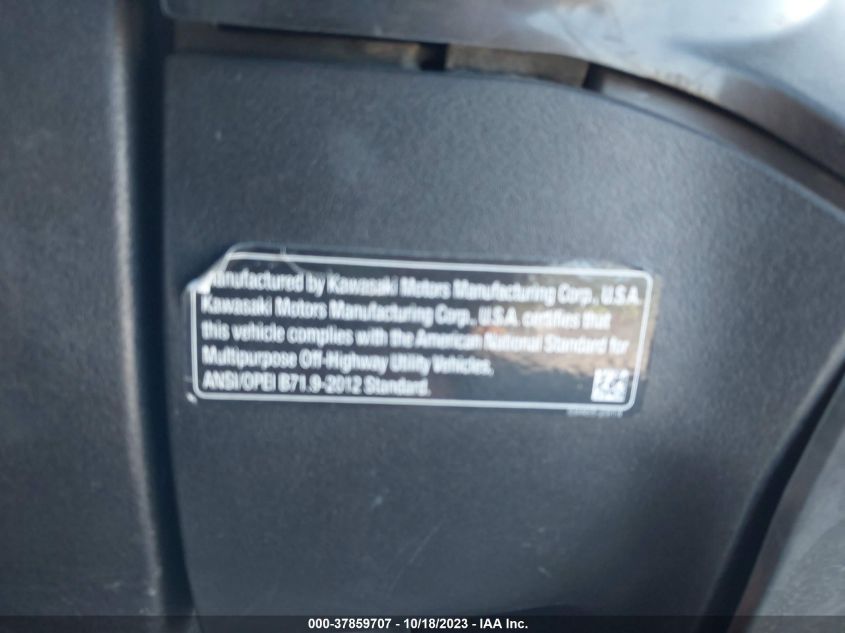 Manufactured by Kawasaki Motors Manufacturing Corp., U.S.A.
Kawasaki Motors Manufacturing Corp., U.S.A. certifies that
this vehicle complies with the American National Standard for
Multipurpose Off-Highway Utility Vehicles,
ANSI/OPEI B71.9-2012 Standard.
000-37859707 - 10/18/2023 - IAA Inc.